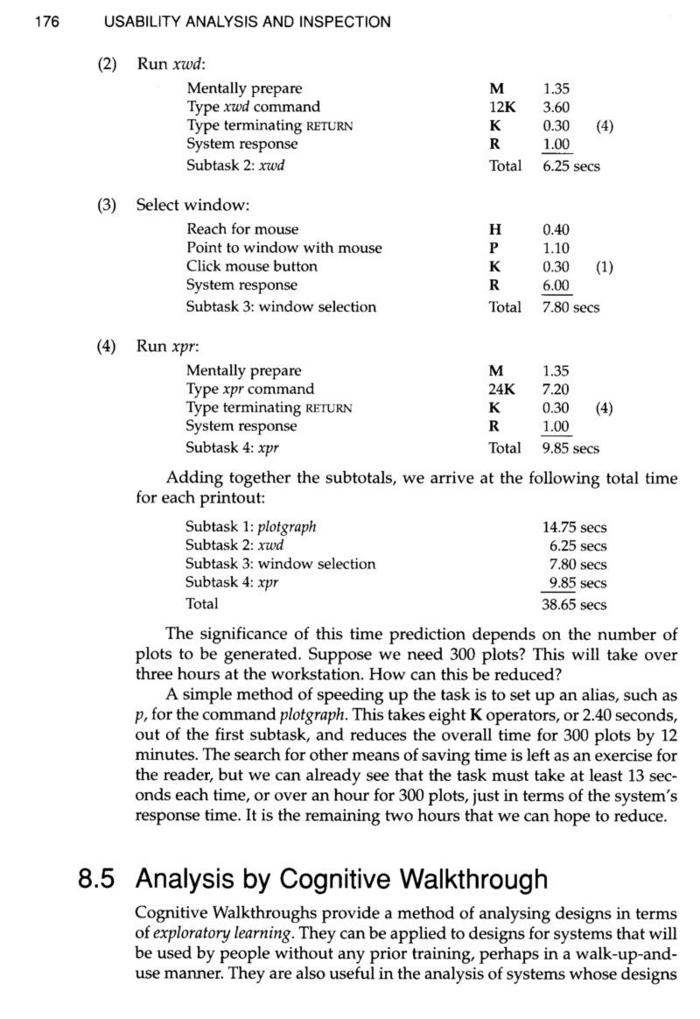 176 USABILITY ANALYSIS AND INSPECTION
(2) Run xwd:
Mentally prepare M 1.35
Type xwd command 12K 3.60
Type terminating RETURN K 0.30 (4)
System response R 1.00
Subtask 2: xwd Total 6.25 secs
(3) Select window:
Reach for mouse H 0.40
Point to window with mouse P 1.10
Click mouse button K 0.30 (1)
System response R 6.00
Subtask 3: window selection Total 7.80 secs
(4) Run xpr:
Mentally prepare M 1.35
Type xpr command 24K 7.20
Type terminating RETURN K 0.30 (4)
System response R 1.00
Subtask 4: xpr Total 9.85 secs
Adding together the subtotals, we arrive at the following total time
for each printout:
Subtask 1: plotgraph 14.75 secs
Subtask 2: xwd 6.25 secs
Subtask 3: window selection 7.80 secs
Subtask 4: xpr 9.85 secs
Total 38.65 secs
The significance of this time prediction depends on the number of
plots to be generated. Suppose we need 300 plots? This will take over
three hours at the workstation. How can this be reduced?
A simple method of speeding up the task is to set up an alias, such as
p, for the command plotgraph. This takes eight K operators, or 2.40 seconds,
out of the first subtask, and reduces the overall time for 300 plots by 12
minutes. The search for other means of saving time is left as an exercise for
the reader, but we can already see that the task must take at least 13 sec-
onds each time, or over an hour for 300 plots, just in terms of the system's
response time. It is the remaining two hours that we can hope to reduce.
8.5 Analysis by Cognitive Walkthrough
Cognitive Walkthroughs provide a method of analysing designs in terms
of exploratory learning. They can be applied to designs for systems that will
be used by people without any prior training, perhaps in a walk-up-and-
use manner. They are also useful in the analysis of systems whose designs